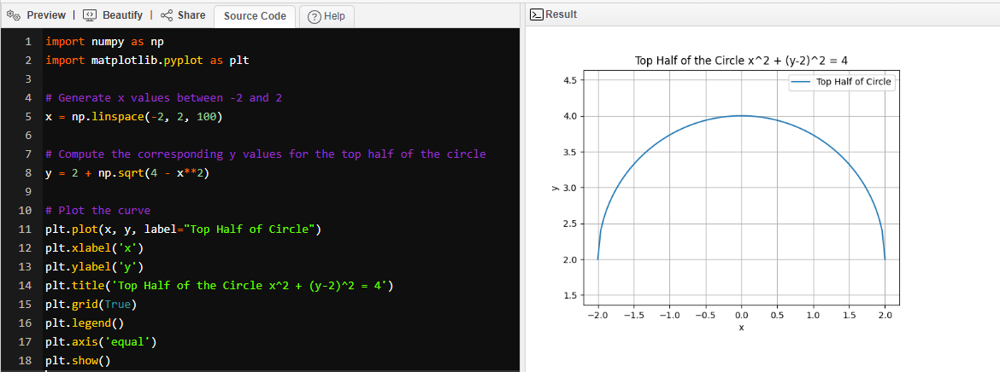 Preview | Beautify | Share Source Code ? Help
1 import numpy as np
2 import matplotlib.pyplot as plt
3
4 # Generate x values between -2 and 2
5 x = np.linspace(-2, 2, 100)
6
7 # Compute the corresponding y values for the top half of the circle
8 y = 2 + np.sqrt(4 - x**2)
9
10 # Plot the curve
11 plt.plot(x, y, label="Top Half of Circle")
12 plt.xlabel('x')
13 plt.ylabel('y')
14 plt.title('Top Half of the Circle x^2 + (y-2)^2 = 4')
15 plt.grid(True)
16 plt.legend()
17 plt.axis('equal')
18 plt.show()
Result
Top Half of the Circle x^2 + (y-2)^2 = 4
Top Half of Circle
4.5
4.0
3.5
3.0
2.5
2.0
1.5
y
−2.0 −1.5 −1.0 −0.5 0.0 0.5 1.0 1.5 2.0
x